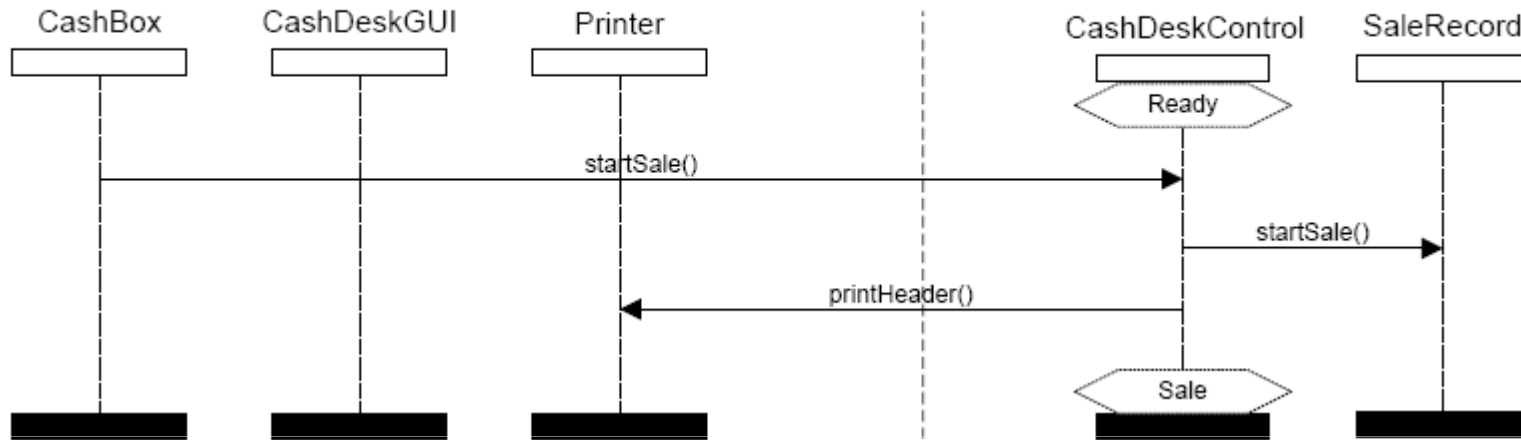 CashBox
CashDeskGUI
Printer
CashDeskControl
SaleRecord
Ready
startSale()
startSale()
printHeader()
Sale